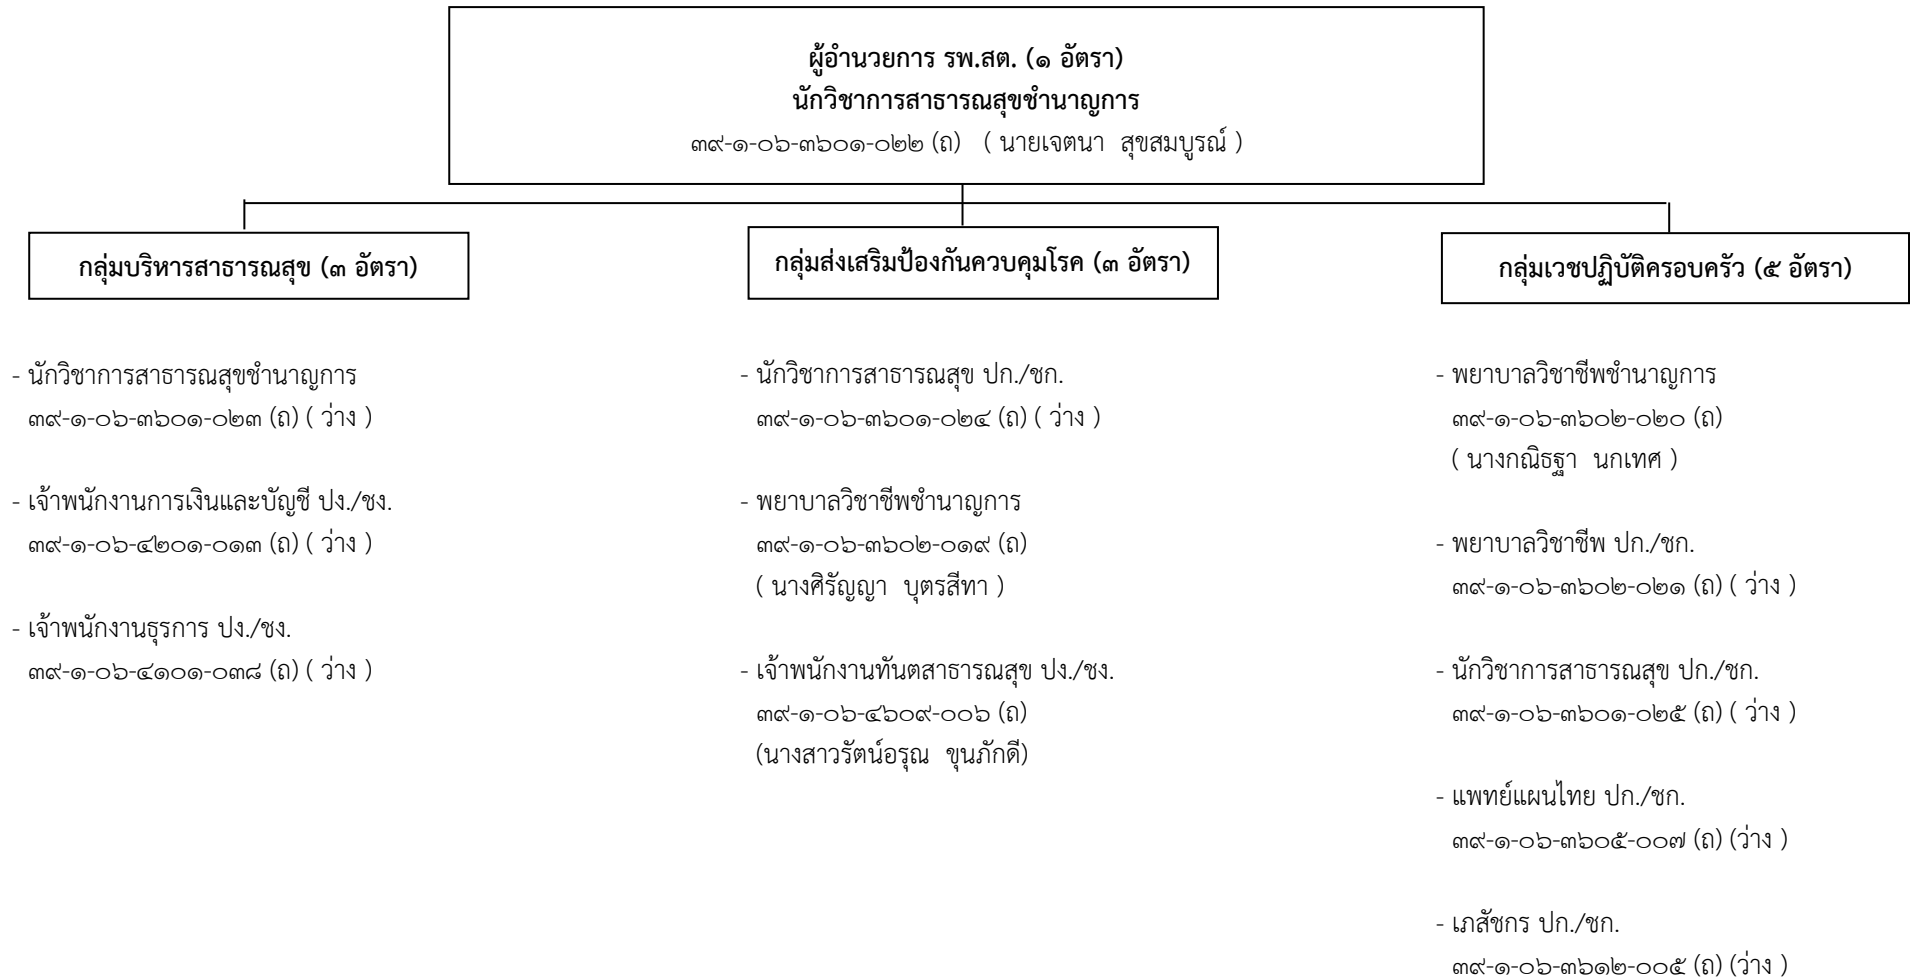 ผู้อำนวยการ รพ.สต. (๑ อัตรา)
นักวิชาการสาธารณสุขชำนาญการ
๓๙-๑-๐๖-๓๖๐๑-๐๒๒ (ถ) ( นายเจตนา สุขสมบูรณ์ )
กลุ่มบริหารสาธารณสุข (๓ อัตรา)
- นักวิชาการสาธารณสุขชำนาญการ
๓๙-๑-๐๖-๓๖๐๑-๐๒๓ (ถ) ( ว่าง )
- เจ้าพนักงานการเงินและบัญชี ปง./ชง.
๓๙-๑-๐๖-๔๒๐๑-๐๑๓ (ถ) ( ว่าง )
- เจ้าพนักงานธุรการ ปง./ชง.
๓๙-๑-๐๖-๔๑๐๑-๐๓๘ (ถ) ( ว่าง )
กลุ่มส่งเสริมป้องกันควบคุมโรค (๓ อัตรา)
- นักวิชาการสาธารณสุข ปก./ชก.
๓๙-๑-๐๖-๓๖๐๑-๐๒๔ (ถ) ( ว่าง )
- พยาบาลวิชาชีพชำนาญการ
๓๙-๑-๐๖-๓๖๐๒-๐๑๙ (ถ)
( นางศิรัญญา บุตรสีทา )
- เจ้าพนักงานทันตสาธารณสุข ปง./ชง.
๓๙-๑-๐๖-๔๖๐๙-๐๐๖ (ถ)
(นางสาวรัตน์อรุณ ขุนภักดี)
กลุ่มเวชปฏิบัติครอบครัว (๕ อัตรา)
- พยาบาลวิชาชีพชำนาญการ
๓๙-๑-๐๖-๓๖๐๒-๐๒๐ (ถ)
( นางกณิธฐา นกเทศ )
- พยาบาลวิชาชีพ ปก./ชก.
๓๙-๑-๐๖-๓๖๐๒-๐๒๑ (ถ) ( ว่าง )
- นักวิชาการสาธารณสุข ปก./ชก.
๓๙-๑-๐๖-๓๖๐๑-๐๒๕ (ถ) ( ว่าง )
- แพทย์แผนไทย ปก./ชก.
๓๙-๑-๐๖-๓๖๐๕-๐๐๗ (ถ) (ว่าง )
- เภสัชกร ปก./ชก.
๓๙-๑-๐๖-๓๖๑๒-๐๐๕ (ถ) (ว่าง )